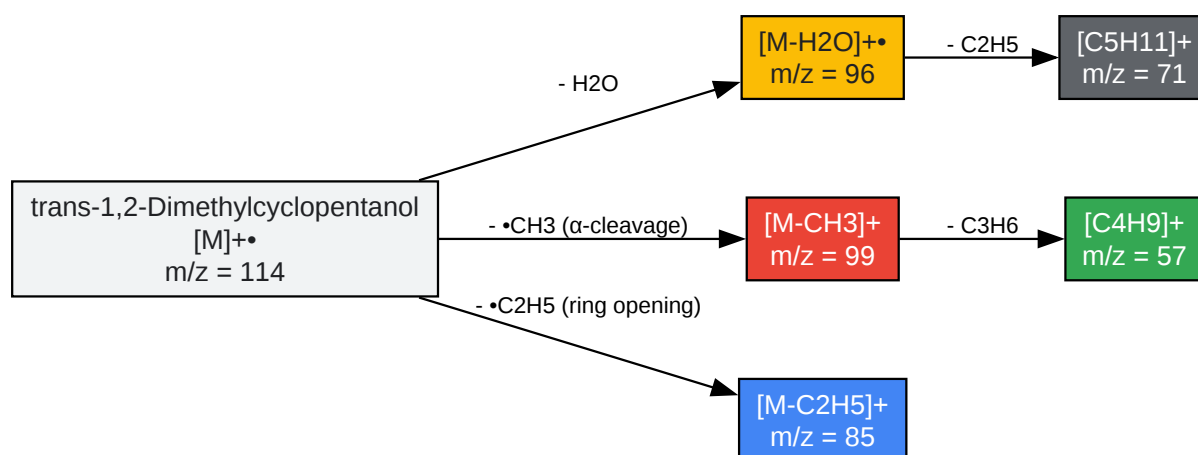 [M-H2O]+•
m/z = 96
- C2H5
[C5H11]+
m/z = 71
- H2O
trans-1,2-Dimethylcyclopentanol
[M]+•
m/z = 114
- •CH3 (α-cleavage)
[M-CH3]+
m/z = 99
- C3H6
[C4H9]+
m/z = 57
- •C2H5 (ring opening)
[M-C2H5]+
m/z = 85